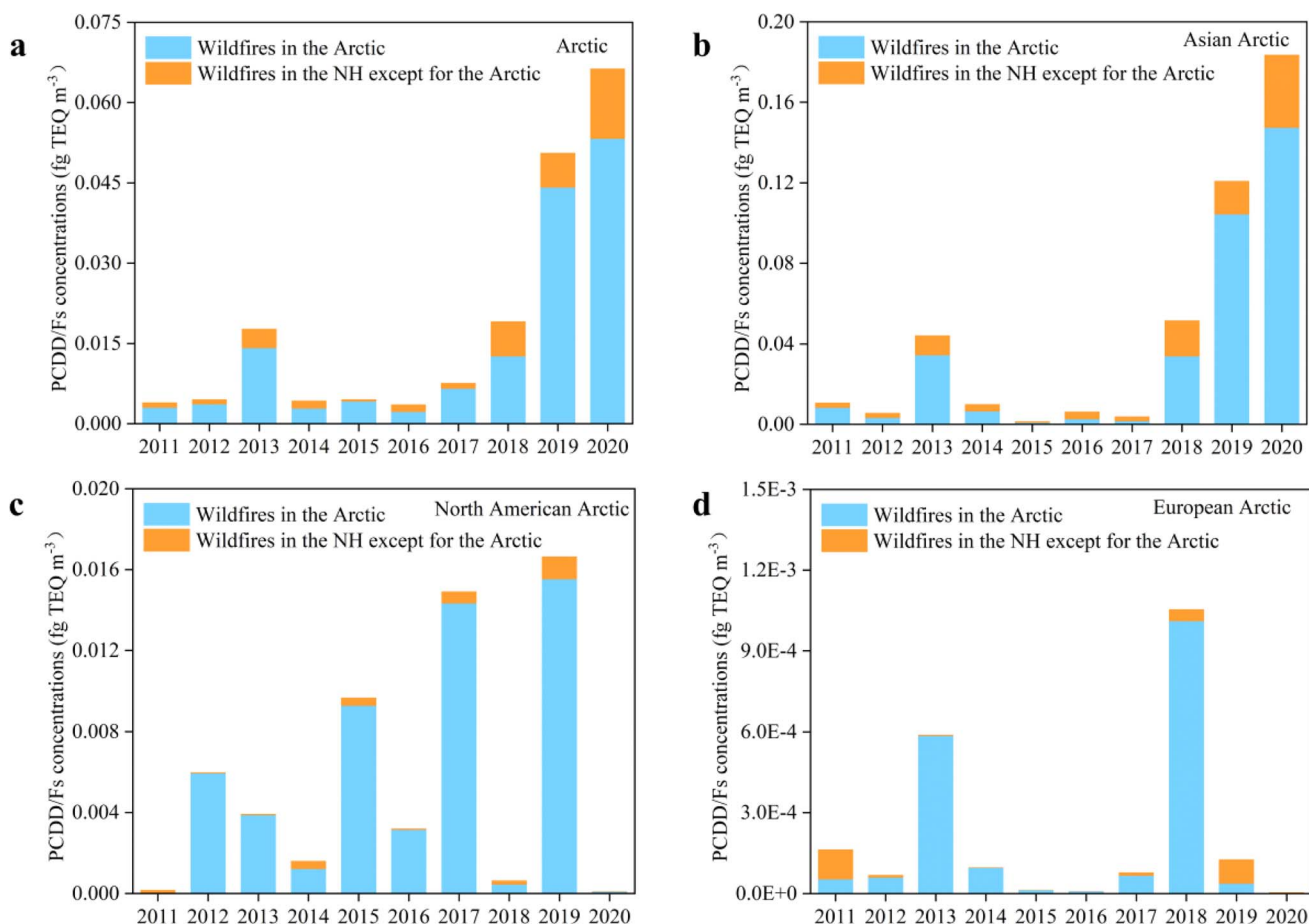 a
Arctic
Wildfires in the Arctic
Wildfires in the NH except for the Arctic
PCDD/Fs concentrations (fg TEQ m⁻³)
0.075
0.060
0.045
0.030
0.015
0.000
2011 2012 2013 2014 2015 2016 2017 2018 2019 2020
b
Asian Arctic
Wildfires in the Arctic
Wildfires in the NH except for the Arctic
PCDD/Fs concentrations (fg TEQ m⁻³)
0.20
0.16
0.12
0.08
0.04
0.00
2011 2012 2013 2014 2015 2016 2017 2018 2019 2020
c
North American Arctic
Wildfires in the Arctic
Wildfires in the NH except for the Arctic
PCDD/Fs concentrations (fg TEQ m⁻³)
0.020
0.016
0.012
0.008
0.004
0.000
2011 2012 2013 2014 2015 2016 2017 2018 2019 2020
d
European Arctic
Wildfires in the Arctic
Wildfires in the NH except for the Arctic
PCDD/Fs concentrations (fg TEQ m⁻³)
1.5E-3
1.2E-3
9.0E-4
6.0E-4
3.0E-4
0.0E+0
2011 2012 2013 2014 2015 2016 2017 2018 2019 2020